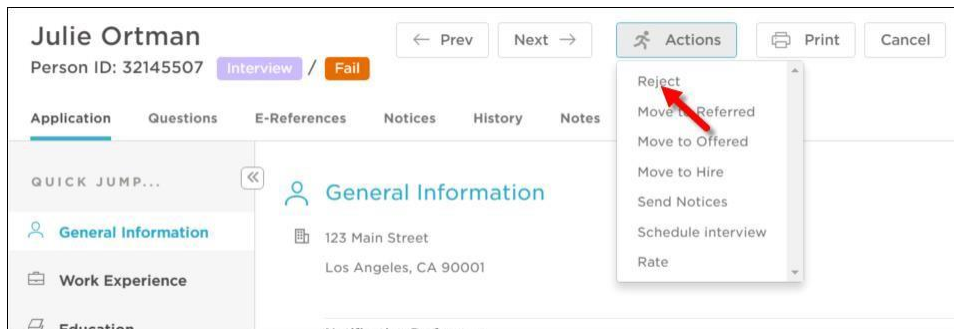 Julie Ortman
← Prev
Next →
Actions
Print
Cancel
Person ID: 32145507 Interview / Fail
Application Questions E-References Notices History Notes
Reject
Move to Referred
Move to Offered
Move to Hire
Send Notices
Schedule interview
Rate
QUICK JUMP...
General Information
Work Experience
Education
General Information
123 Main Street
Los Angeles, CA 90001